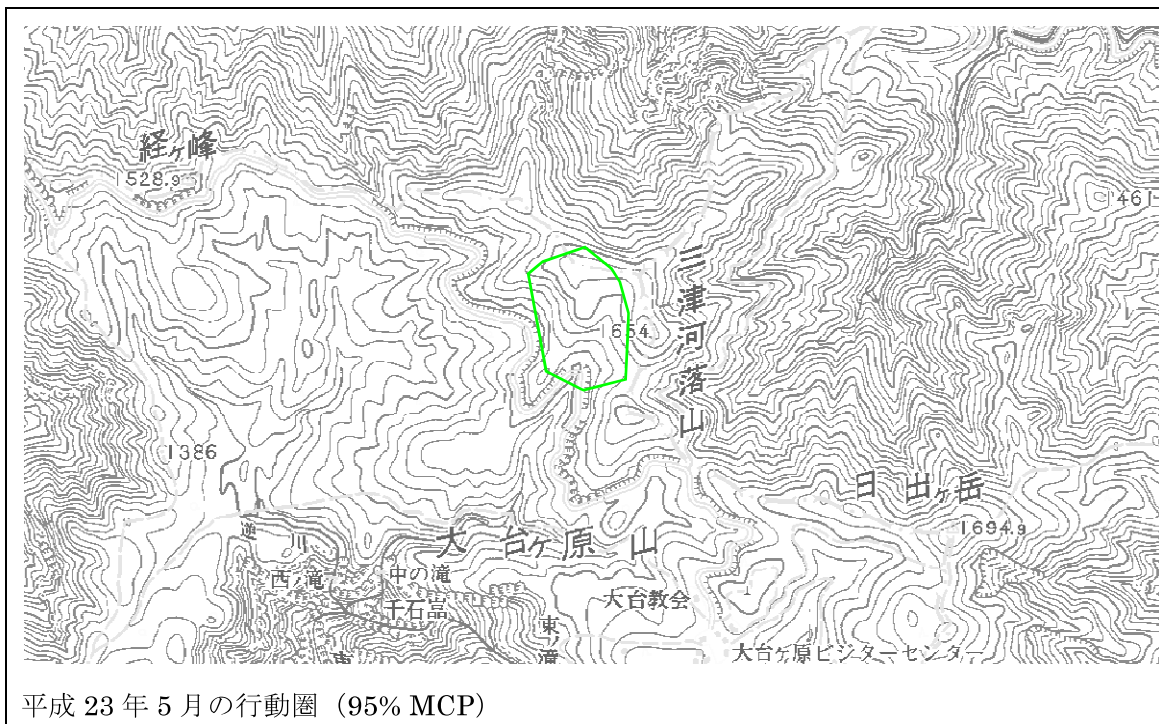 経ヶ峰
1528.9
1461
三津河落山
1654
1386
日出ヶ岳
1694.9
大台ヶ原山
逆川
西ノ滝
中の滝
千石嵓
大台教会
東ノ滝
東
大台ヶ原ビジターセンター
平成 23 年 5 月の行動圏（95% MCP）